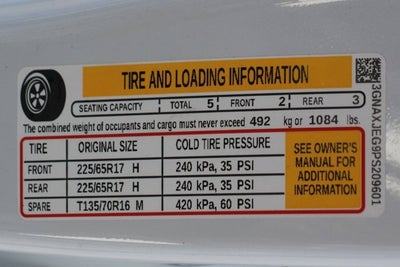 TIRE AND LOADING INFORMATION
SEATING CAPACITY TOTAL 5 FRONT 2 REAR 3
The combined weight of occupants and cargo must never exceed 492 kg or 1084 lbs.
TIRE ORIGINAL SIZE COLD TIRE PRESSURE
FRONT 225/65R17 H 240 kPa, 35 PSI
REAR 225/65R17 H 240 kPa, 35 PSI
SPARE T135/70R16 M 420 kPa, 60 PSI
SEE OWNER'S
MANUAL FOR
ADDITIONAL
INFORMATION
3GNAXJEG9PS209601